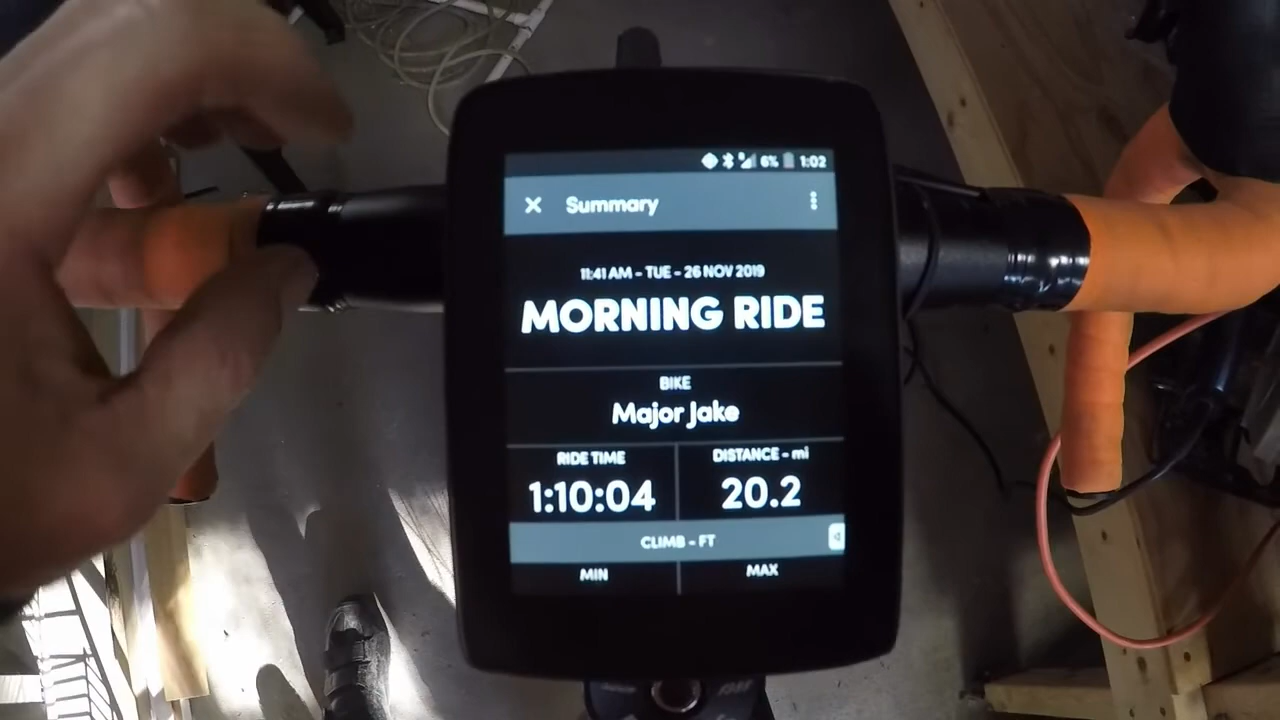 6% 1:02
Summary
11:41 AM - TUE - 26 NOV 2019
MORNING RIDE
BIKE
Major Jake
RIDE TIME
DISTANCE - mi
1:10:04
20.2
CLIMB - FT
MIN
MAX